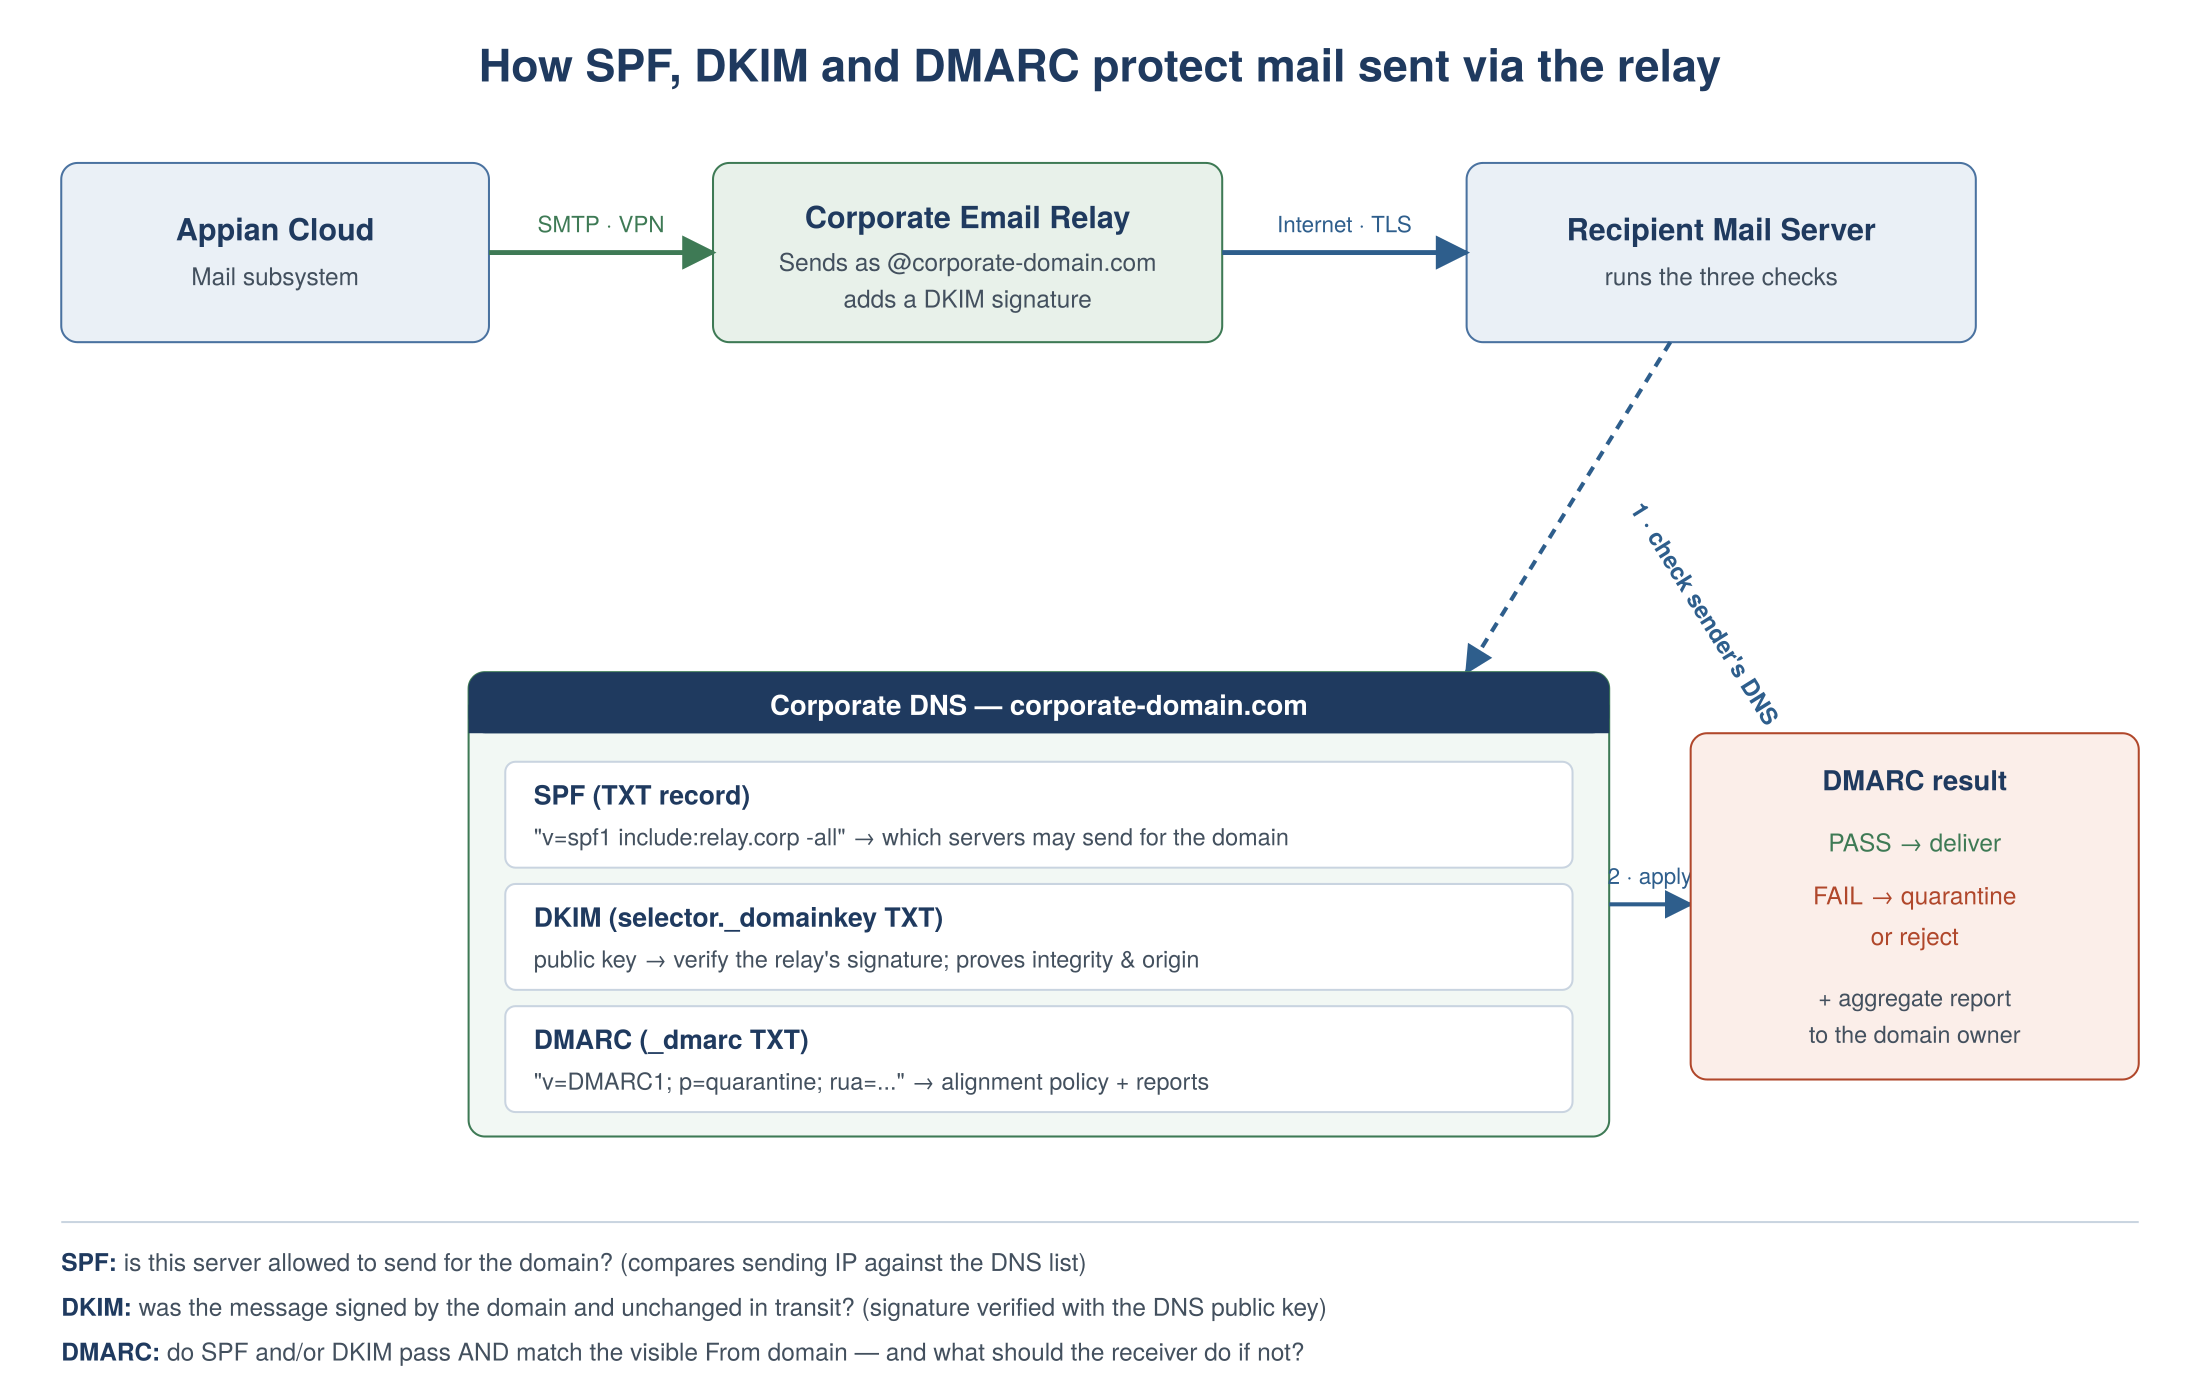 How SPF, DKIM and DMARC protect mail sent via the relay
Appian Cloud
Mail subsystem
SMTP · VPN
Corporate Email Relay
Sends as @corporate-domain.com
adds a DKIM signature
Internet · TLS
Recipient Mail Server
runs the three checks
1 · check sender's DNS
Corporate DNS — corporate-domain.com
SPF (TXT record)
"v=spf1 include:relay.corp -all" → which servers may send for the domain
DKIM (selector._domainkey TXT)
public key → verify the relay's signature; proves integrity & origin
DMARC (_dmarc TXT)
"v=DMARC1; p=quarantine; rua=..." → alignment policy + reports
2 · apply
DMARC result
PASS → deliver
FAIL → quarantine
or reject
+ aggregate report
to the domain owner
SPF: is this server allowed to send for the domain? (compares sending IP against the DNS list)
DKIM: was the message signed by the domain and unchanged in transit? (signature verified with the DNS public key)
DMARC: do SPF and/or DKIM pass AND match the visible From domain — and what should the receiver do if not?